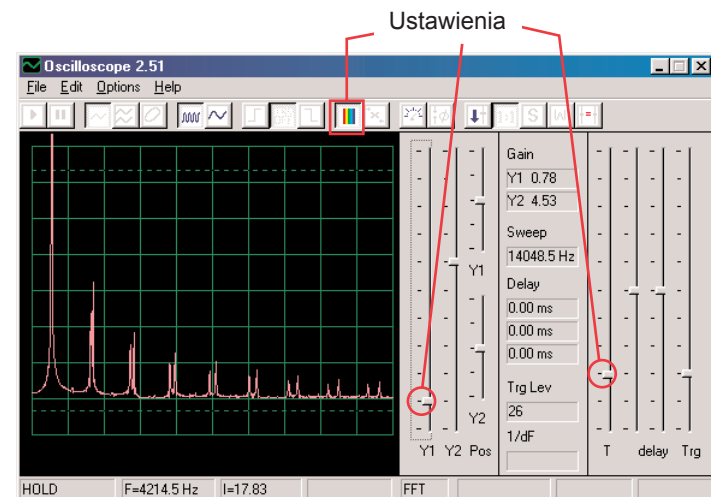 Ustawienia
Oscilloscope 2.51
File Edit Options Help
Gain
Y1 0.78
Y2 4.53
Sweep
14048.5 Hz
Delay
0.00 ms
0.00 ms
0.00 ms
Trg Lev
26
1/dF
Y1
Y2
Y1 Y2 Pos
T delay Trg
HOLD F=4214.5 Hz I=17.83 FFT